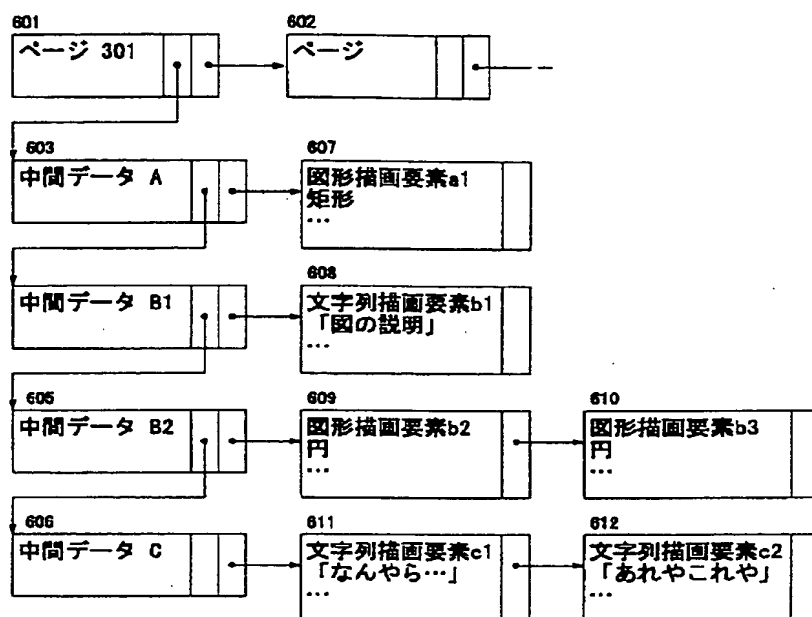 601
ページ 301
602
ページ
603
中間データ A
607
図形描画要素a1
矩形
...
中間データ B1
608
文字列描画要素b1
「図の説明」
...
605
中間データ B2
609
図形描画要素b2
円
...
610
図形描画要素b3
円
...
606
中間データ C
611
文字列描画要素c1
「なんやら…」
...
612
文字列描画要素c2
「あれやこれや」
...